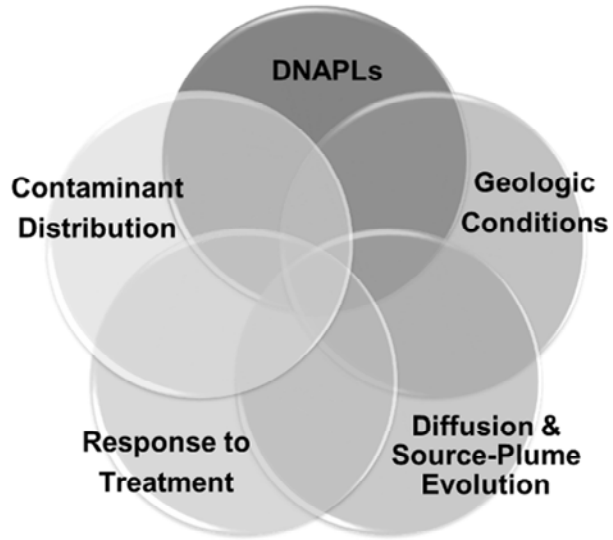 DNAPLs
Contaminant
Distribution
Geologic
Conditions
Response to
Treatment
Diffusion &
Source-Plume
Evolution